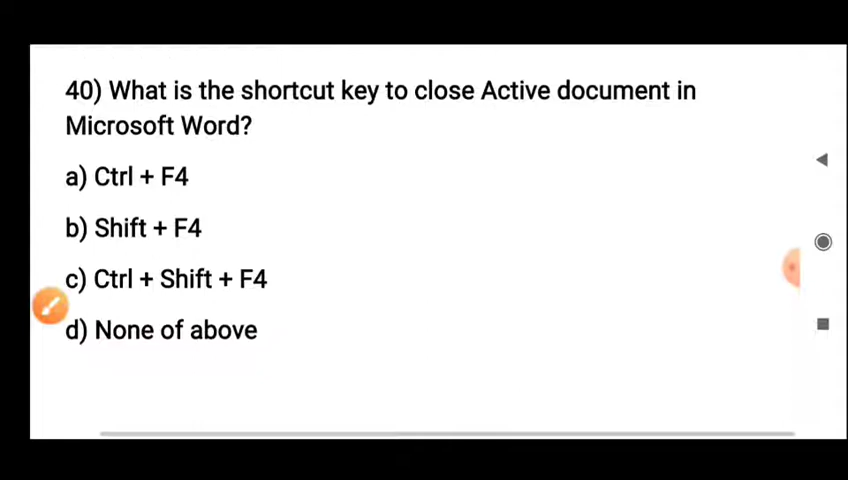 40) What is the shortcut key to close Active document in
Microsoft Word?
a) Ctrl + F4
b) Shift + F4
c) Ctrl + Shift + F4
d) None of above